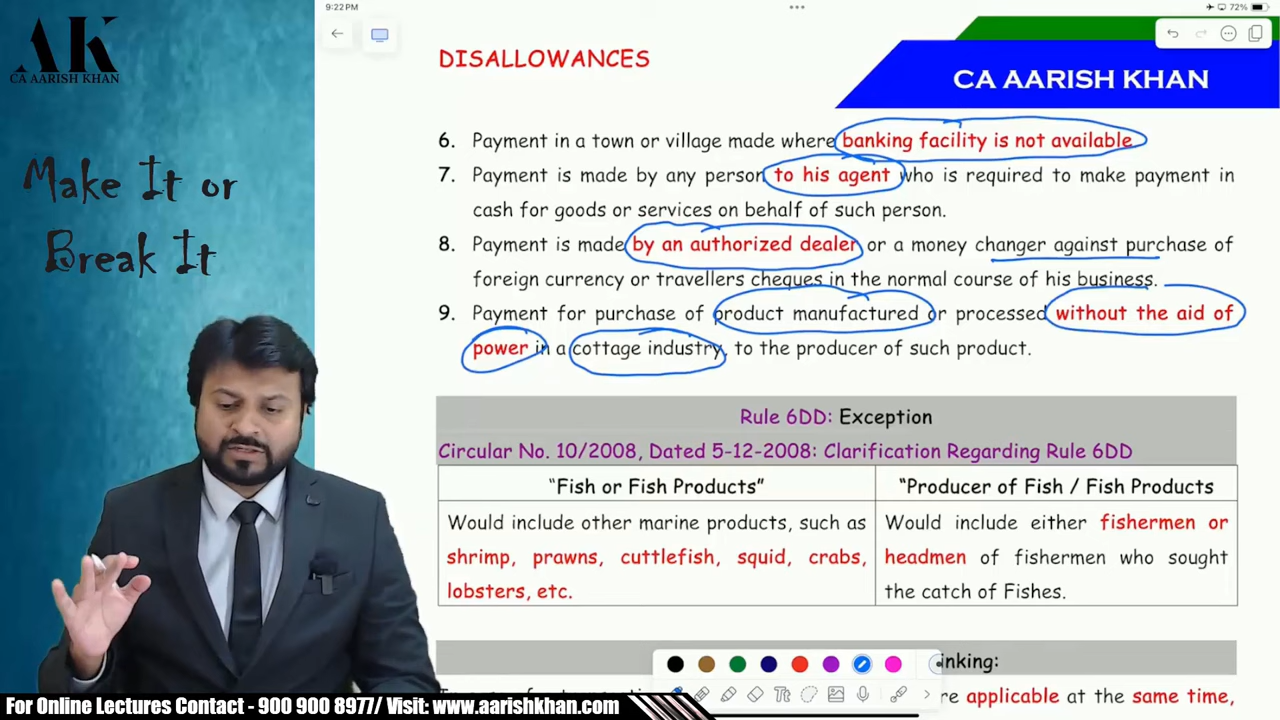 9:22 PM
72%
AK
CA AARISH KHAN
Make It or
Break It
DISALLOWANCES
CA AARISH KHAN
6. Payment in a town or village made where banking facility is not available
7. Payment is made by any person to his agent who is required to make payment in
cash for goods or services on behalf of such person.
8. Payment is made by an authorized dealer or a money changer against purchase of
foreign currency or travellers cheques in the normal course of his business.
9. Payment for purchase of product manufactured or processed without the aid of
power in a cottage industry, to the producer of such product.
Rule 6DD: Exception
Circular No. 10/2008, Dated 5-12-2008: Clarification Regarding Rule 6DD
"Fish or Fish Products"
Would include other marine products, such as
shrimp, prawns, cuttlefish, squid, crabs,
lobsters, etc.
"Producer of Fish / Fish Products
Would include either fishermen or
headmen of fishermen who sought
the catch of Fishes.
inking:
Tt
re applicable at the same time,
For Online Lectures Contact - 900 900 8977/ Visit: www.aarishkhan.com